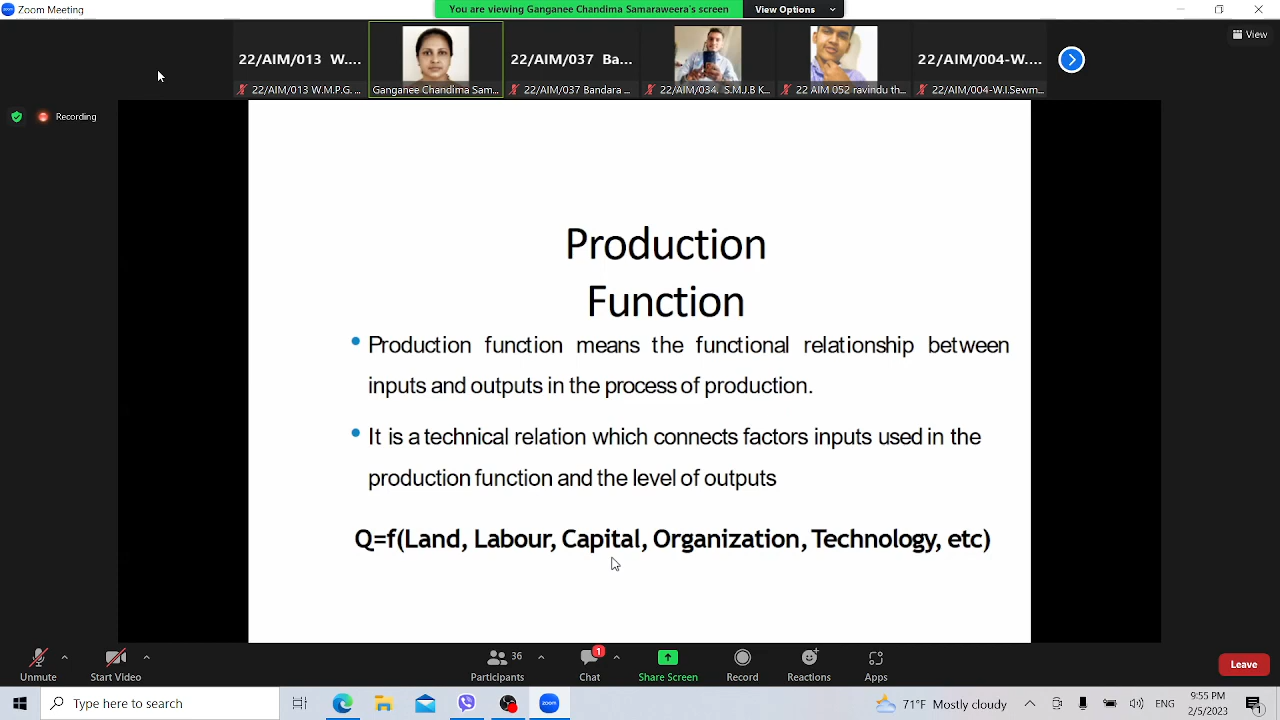 Zoom Meeting
You are viewing Ganganee Chandima Samaraweera's screen
View Options
View
22/AIM/013 W....
22/AIM/037 Ba...
22/AIM/004-W....
22/AIM/013 W.M.P.G. ...
Ganganee Chandima Sam...
22/AIM/037 Bandara ...
22/AIM/034. S.M.J.B K...
22 AIM 052 ravindu th...
22/AIM/004-W.I.Sewm...
Recording
Production
Function
Production function means the functional relationship between
inputs and outputs in the process of production.
It is a technical relation which connects factors inputs used in the
production function and the level of outputs
Q=f(Land, Labour, Capital, Organization, Technology, etc)
36
1
Unmute
Start Video
Participants
Chat
Share Screen
Record
Reactions
Apps
Leave
Type here to search
zoom
71°F Mostly cloudy
9:55 PM
2/5/2023
1